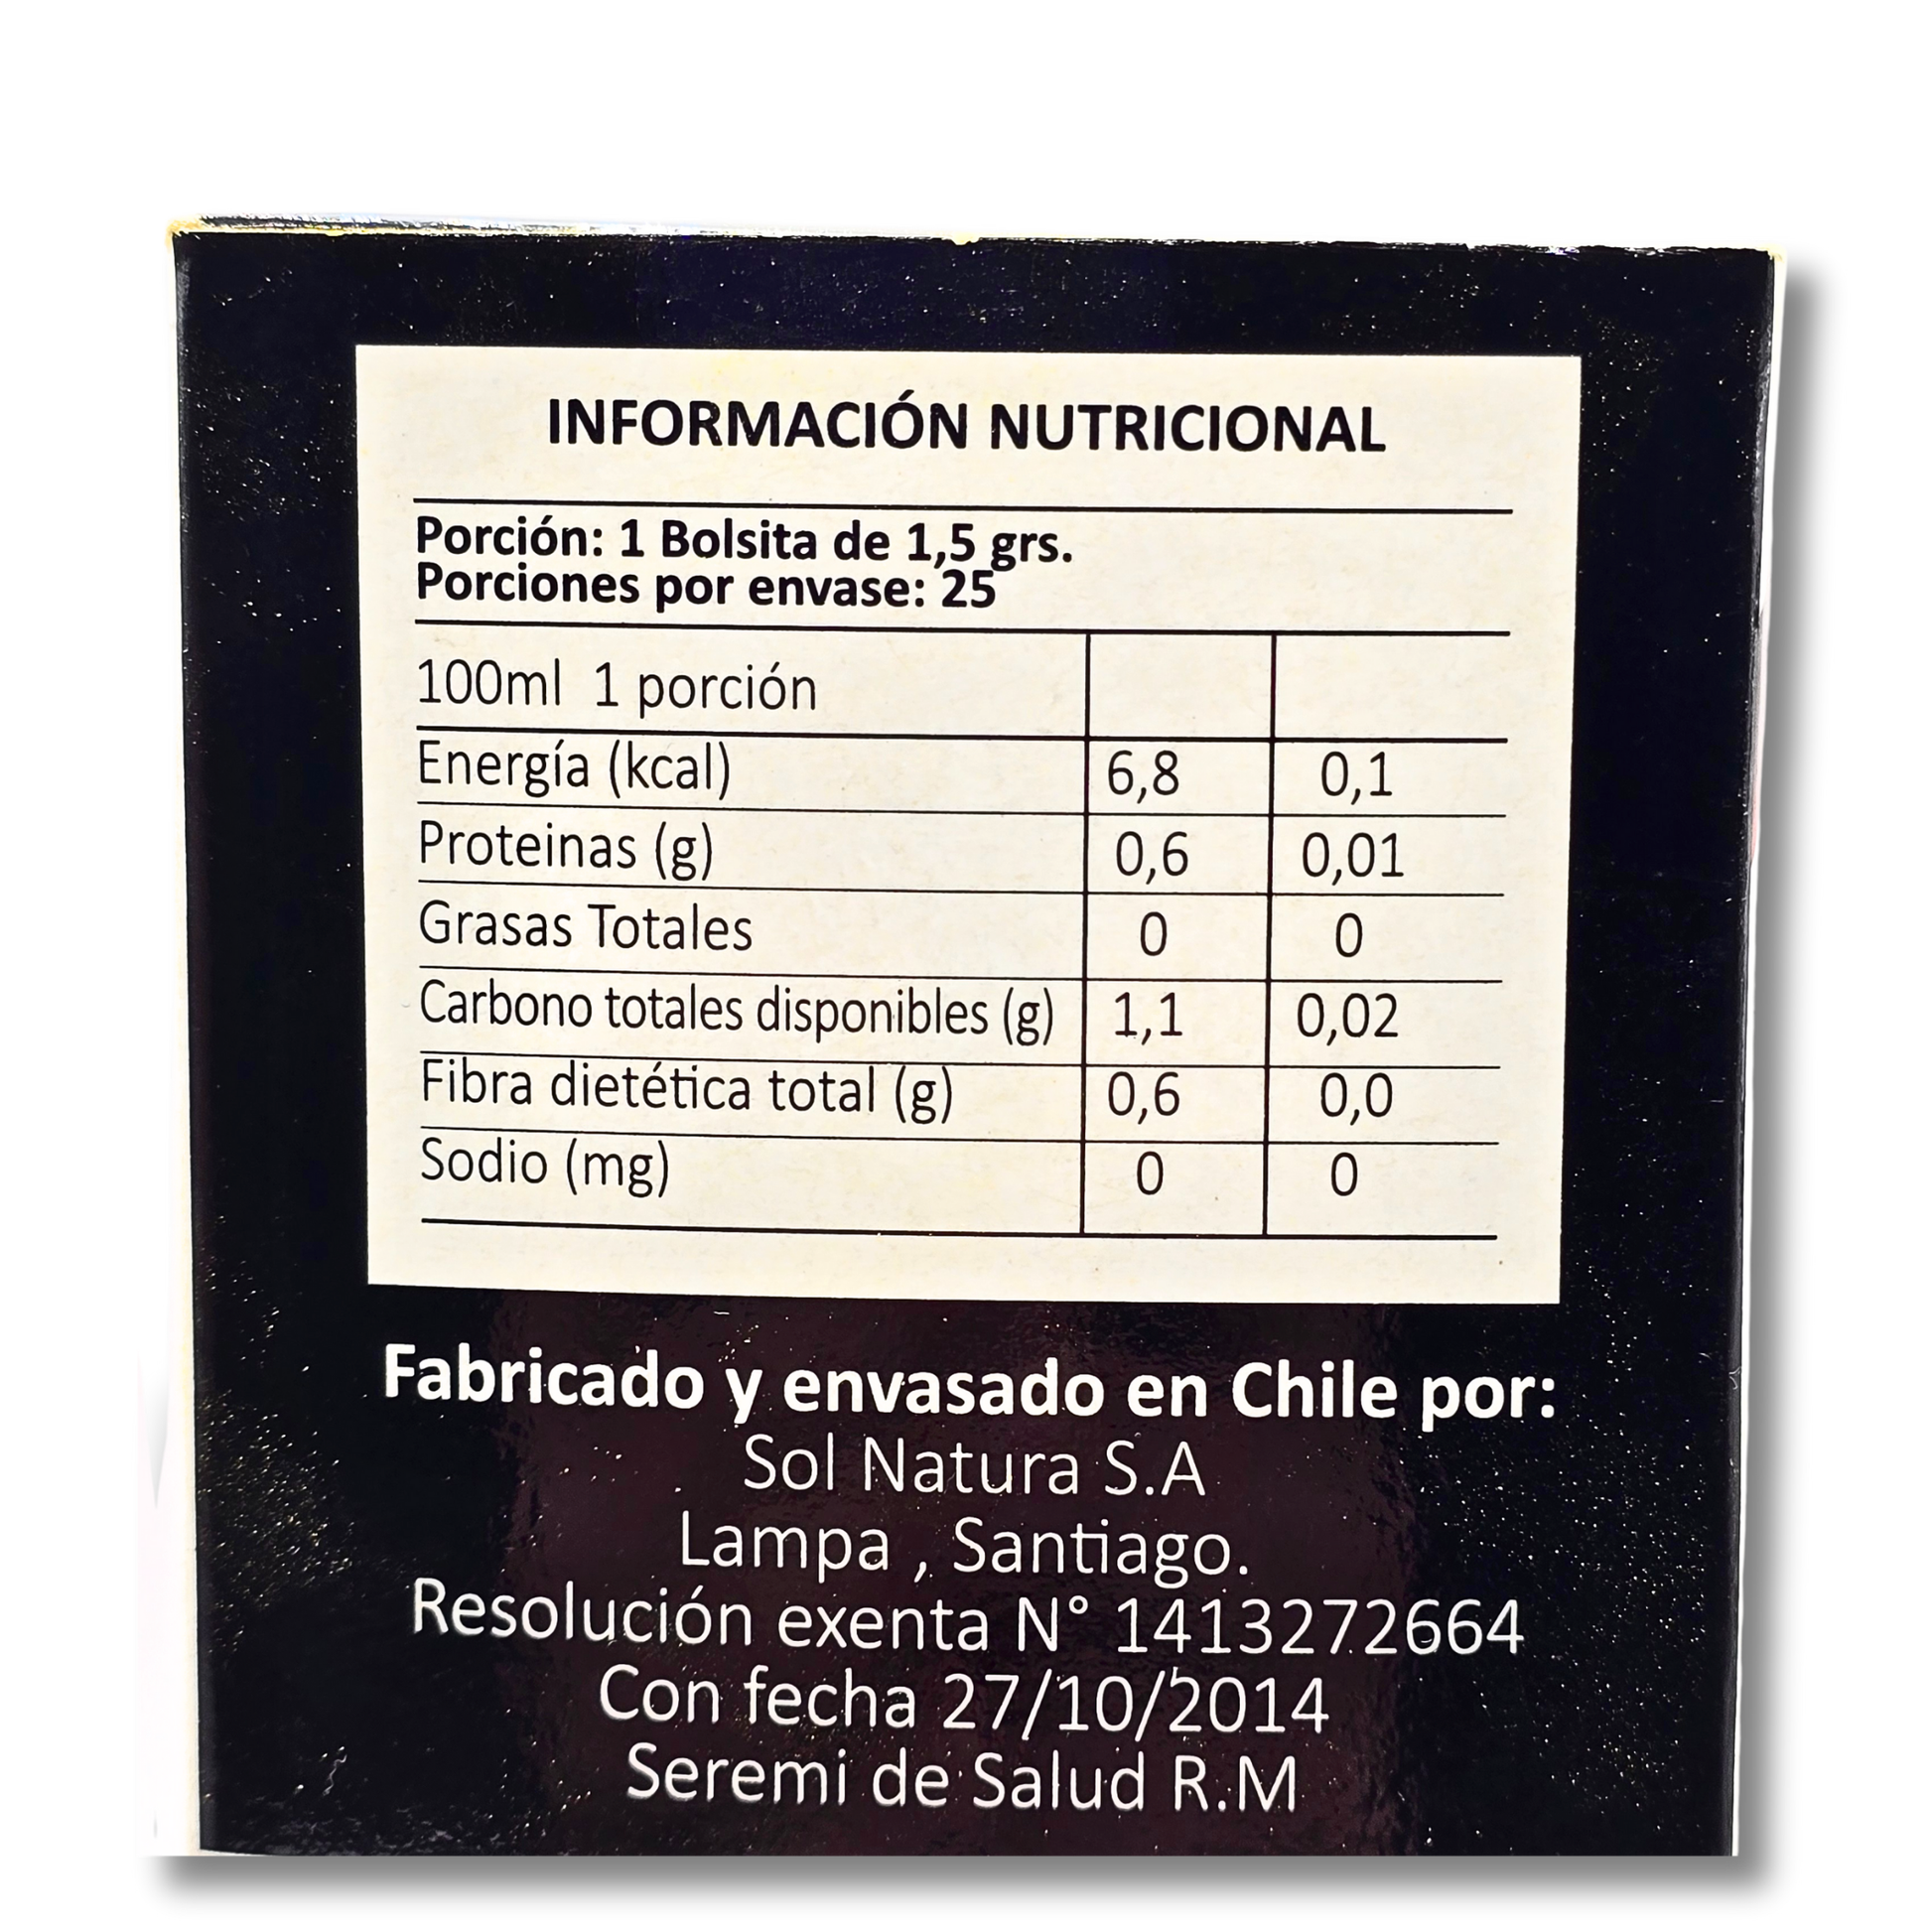 INFORMACIÓN NUTRICIONAL
Porción: 1 Bolsita de 1,5 grs.
Porciones por envase: 25
100ml 1 porción
Energía (kcal) 6,8 0,1
Proteinas (g) 0,6 0,01
Grasas Totales 0 0
Carbono totales disponibles (g) 1,1 0,02
Fibra dietética total (g) 0,6 0,0
Sodio (mg) 0 0
Fabricado y envasado en Chile por:
Sol Natura S.A
Lampa , Santiago.
Resolución exenta N° 1413272664
Con fecha 27/10/2014
Seremi de Salud R.M